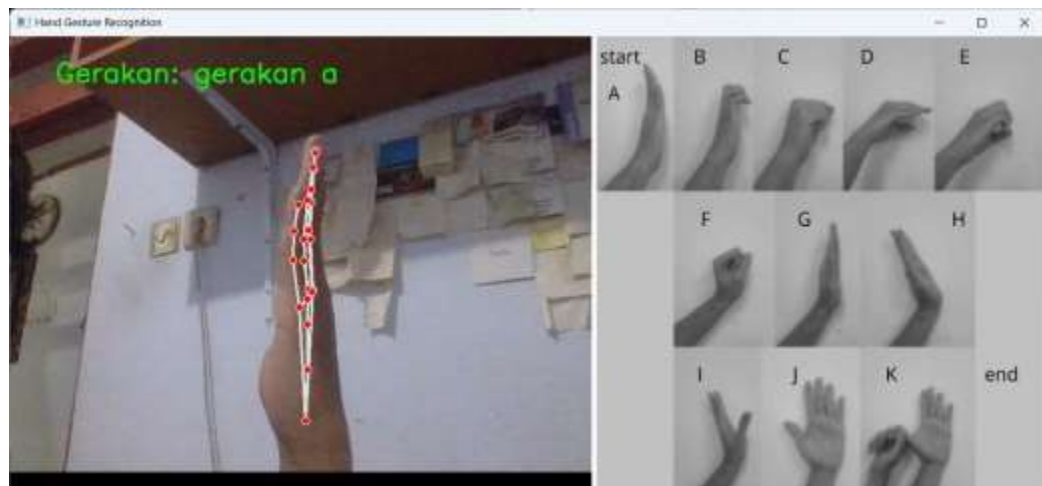 Hand Gesture Recognition
Gerakan: gerakan a
start
A
B
C
D
E
F
G
H
I
J
K
end